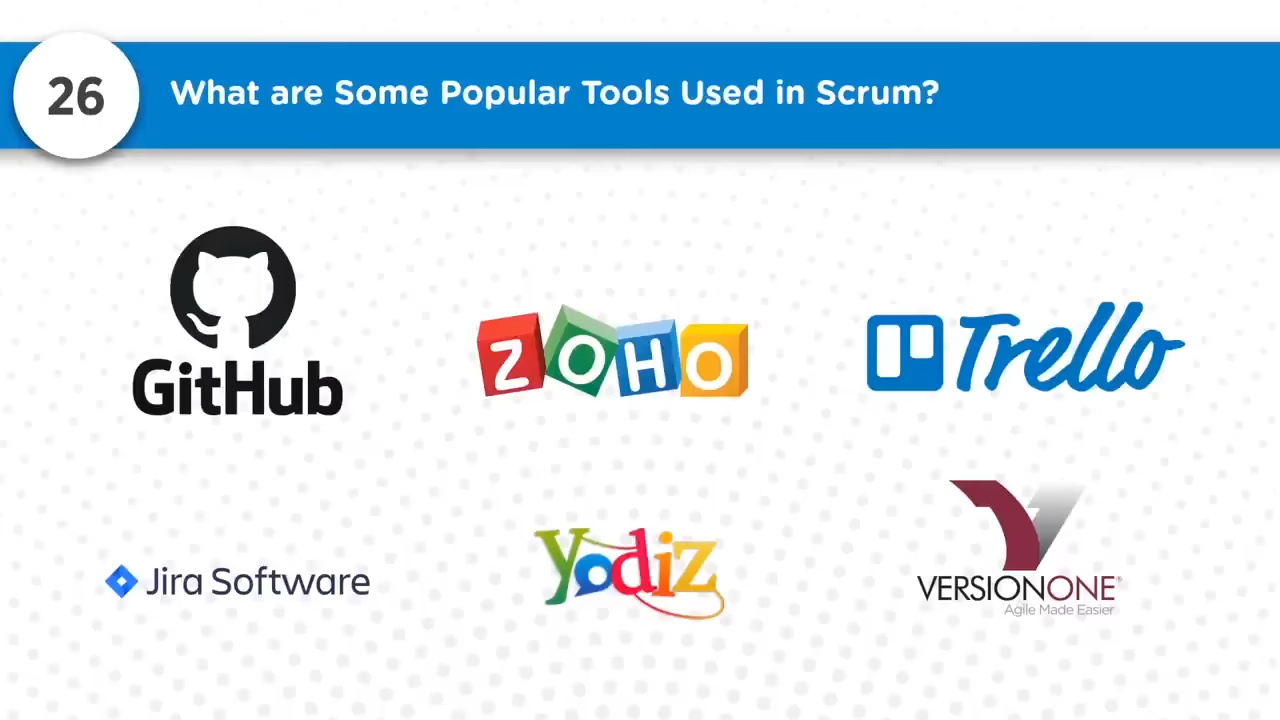 26
What are Some Popular Tools Used in Scrum?
GitHub
ZOHO
Trello
Jira Software
yodiz
VERSIONONE®
Agile Made Easier